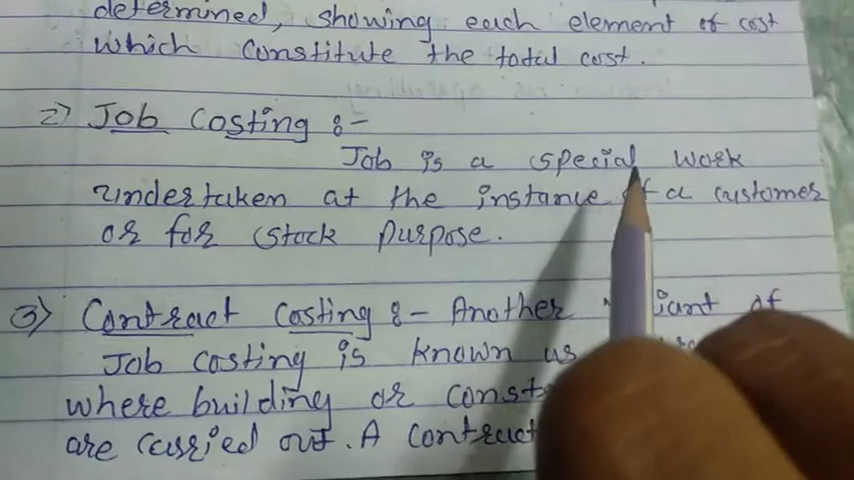 determined, showing each element of cost
which constitute the total cost.
2) Job Costing :-
Job is a special work
undertaken at the instance of a customer
or for stock purpose.
3) Contract Costing :- Another of
Job costing is known us
where building or
are carried out. A contract